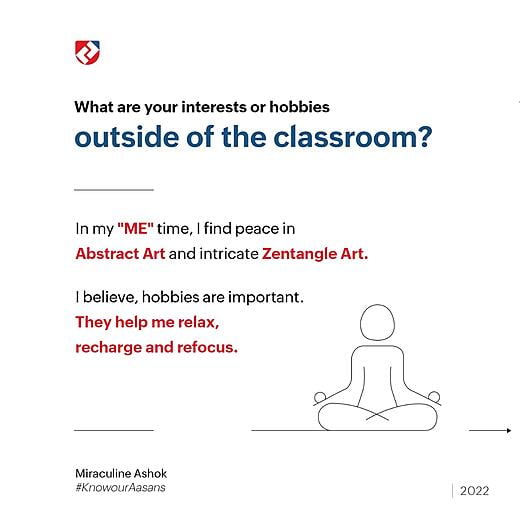 What are your interests or hobbies
outside of the classroom?
In my "ME" time, I find peace in
Abstract Art and intricate Zentangle Art.
I believe, hobbies are important.
They help me relax,
recharge and refocus.
Miraculine Ashok
#KnowourAasans
2022